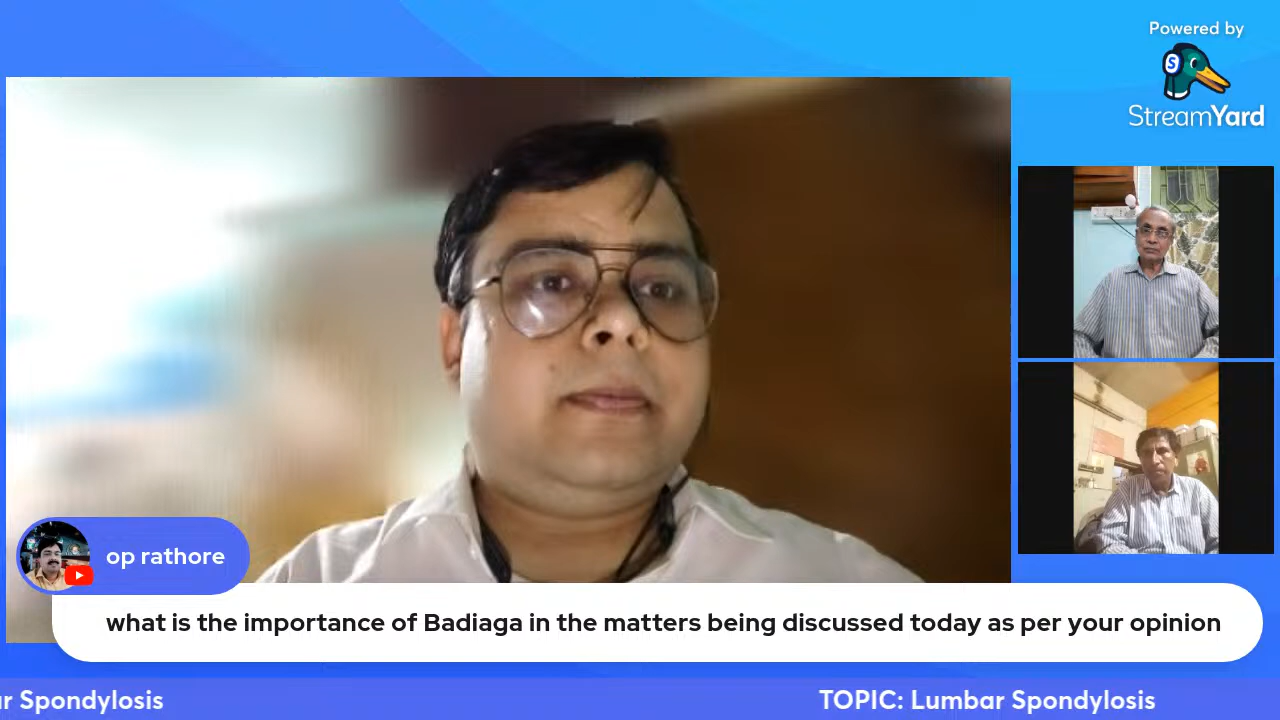 Powered by
StreamYard
op rathore
what is the importance of Badiaga in the matters being discussed today as per your opinion
Spondylosis
TOPIC: Lumbar Spondylosis